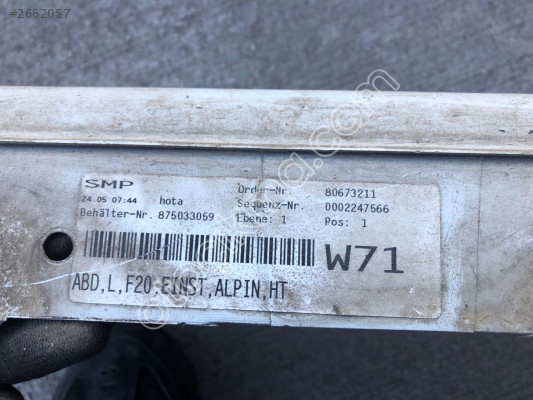 #2662057
SMP
24.05 07:44 hota
Order-Nr. 80673211
Sequenz-Nr. 0002247566
Behälter-Nr. 875033059 Ebene: 1 Pos: 1
W71
ABD,L,F20,EINST,ALPIN,HT